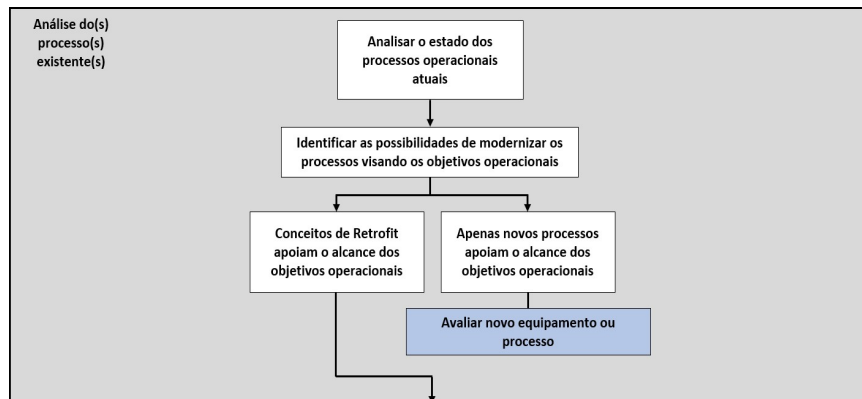 Análise do(s)
processo(s)
existente(s)
Analisar o estado dos
processos operacionais
atuais
Identificar as possibilidades de modernizar os
processos visando os objetivos operacionais
Conceitos de Retrofit
apoiam o alcance dos
objetivos operacionais
Apenas novos processos
apoiam o alcance dos
objetivos operacionais
Avaliar novo equipamento ou
processo